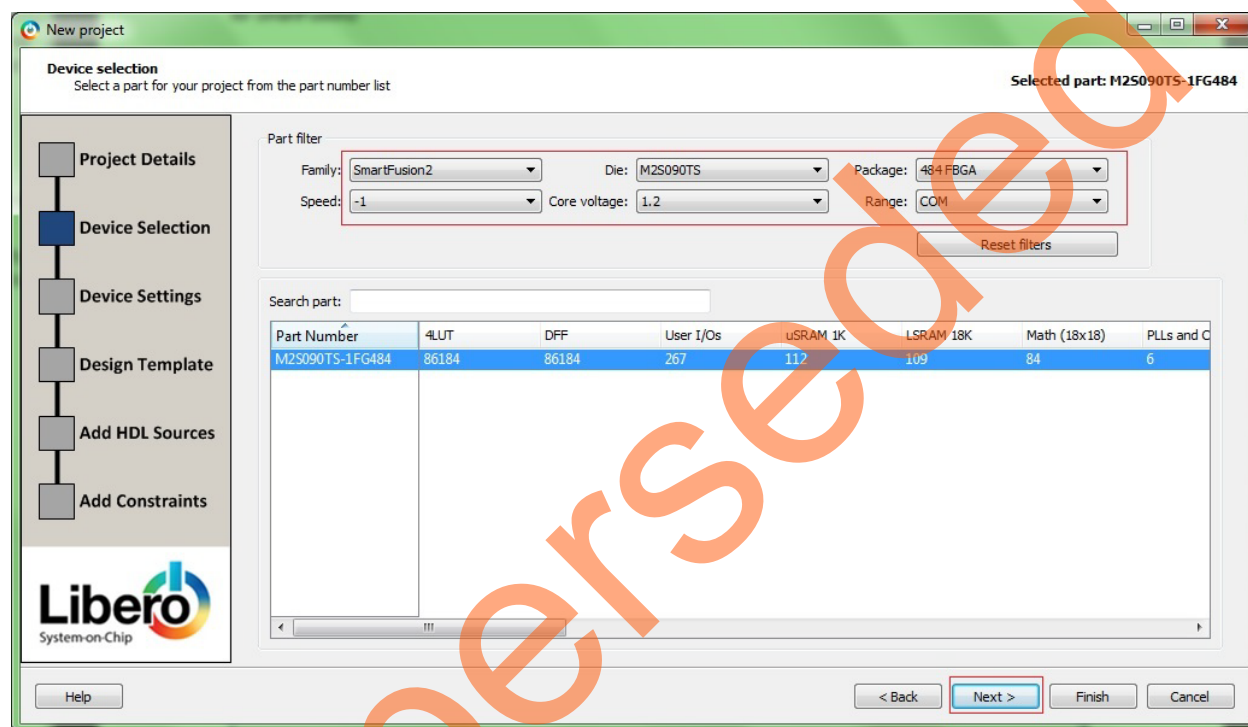 New project
Device selection
Select a part for your project from the part number list
Selected part: M2S090TS-1FG484
Project Details
Device Selection
Device Settings
Design Template
Add HDL Sources
Add Constraints
Libero
System-on-Chip
Part filter
Family: SmartFusion2 Die: M2S090TS Package: 484 FBGA
Speed: -1 Core voltage: 1.2 Range: COM
Reset filters
Search part:
Part Number 4LUT DFF User I/Os uSRAM 1K LSRAM 18K Math (18x18) PLLs and C
M2S090TS-1FG484 86184 86184 267 112 109 84 6
Help < Back Next > Finish Cancel
perseded